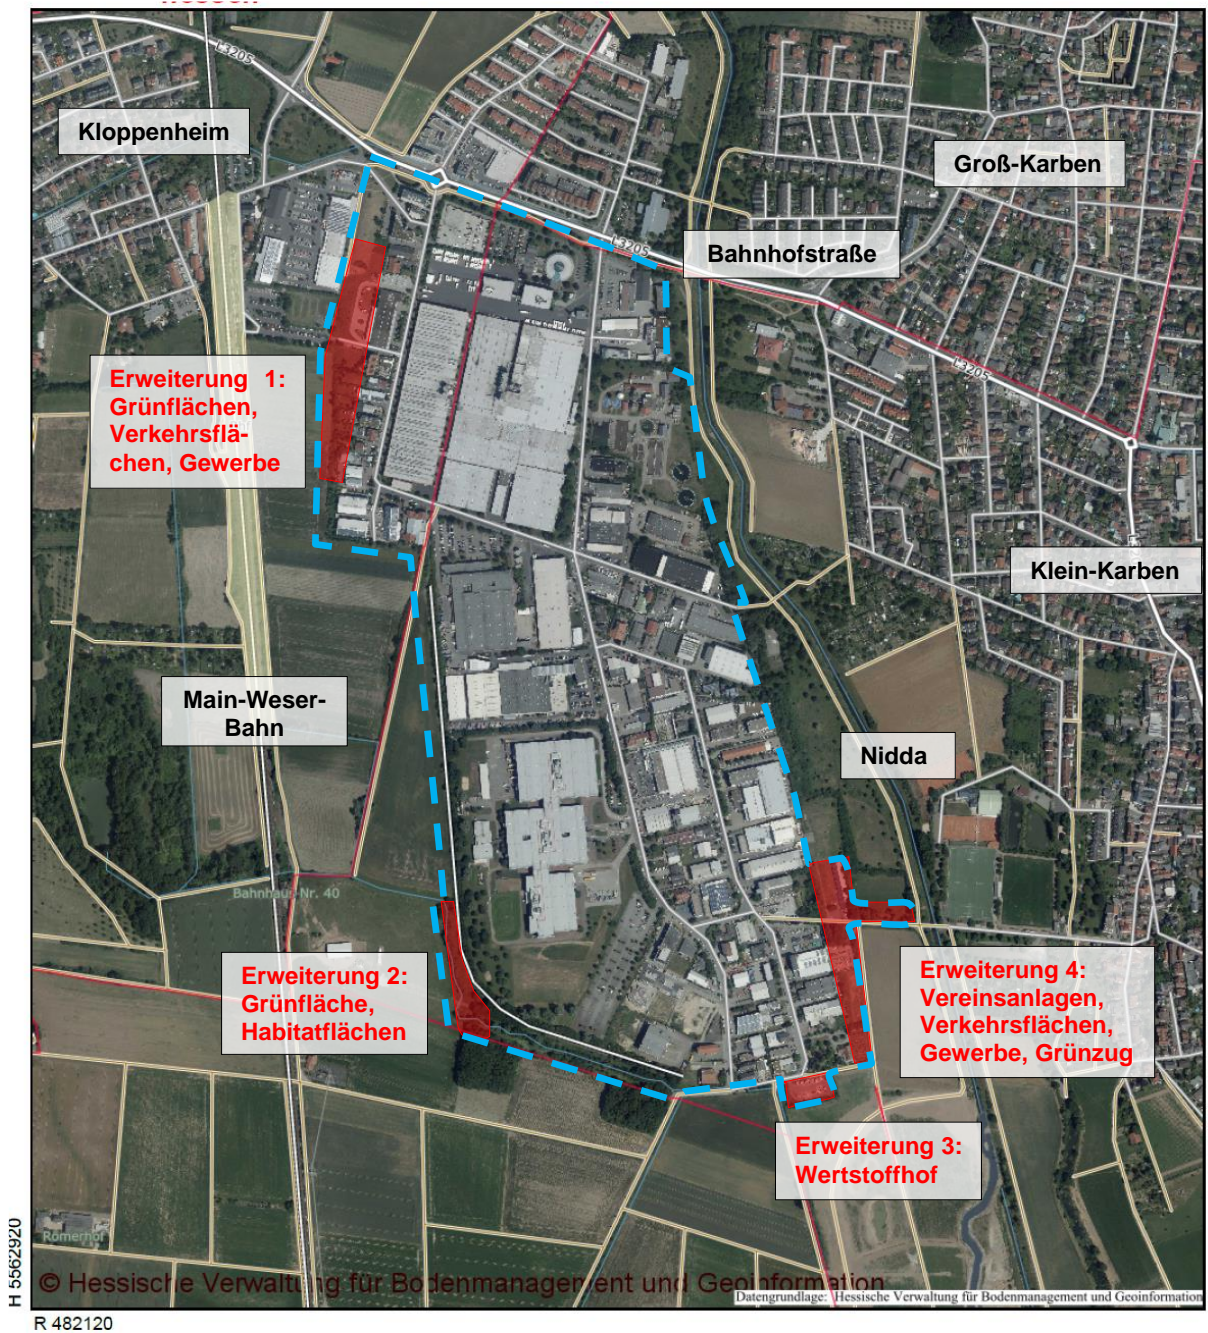 L3205
Kloppenheim
Groß-Karben
L3205
Bahnhofstraße
L3205
Erweiterung 1:
Grünflächen,
Verkehrsflä-
chen, Gewerbe
Klein-Karben
Main-Weser-
Bahn
Nidda
Bahnhaus Nr. 40
Erweiterung 2:
Grünfläche,
Habitatflächen
Erweiterung 4:
Vereinsanlagen,
Verkehrsflächen,
Gewerbe, Grünzug
Erweiterung 3:
Wertstoffhof
Römerhof
H 5562920
© Hessische Verwaltung für Bodenmanagement und Geoinformation
Datengrundlage: Hessische Verwaltung für Bodenmanagement und Geoinformation
R 482120